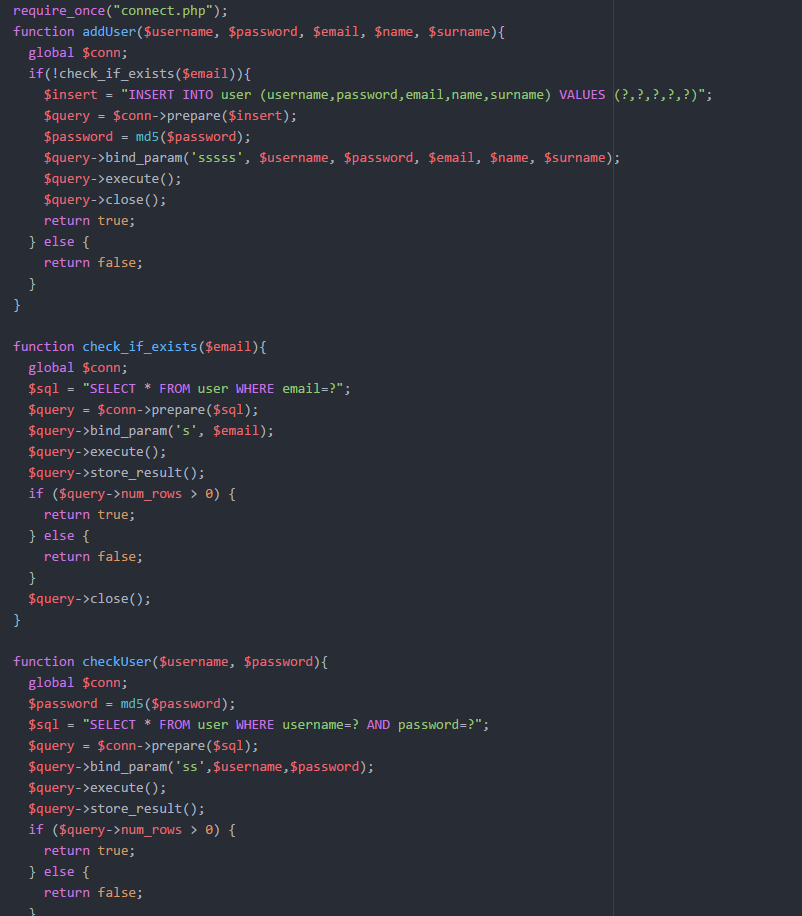 require_once("connect.php");
function addUser($username, $password, $email, $name, $surname){
  global $conn;
  if(!check_if_exists($email)){
    $insert = "INSERT INTO user (username,password,email,name,surname) VALUES (?,?,?,?,?)";
    $query = $conn->prepare($insert);
    $password = md5($password);
    $query->bind_param('sssss', $username, $password, $email, $name, $surname);
    $query->execute();
    $query->close();
    return true;
  } else {
    return false;
  }
}

function check_if_exists($email){
  global $conn;
  $sql = "SELECT * FROM user WHERE email=?";
  $query = $conn->prepare($sql);
  $query->bind_param('s', $email);
  $query->execute();
  $query->store_result();
  if ($query->num_rows > 0) {
    return true;
  } else {
    return false;
  }
  $query->close();
}

function checkUser($username, $password){
  global $conn;
  $password = md5($password);
  $sql = "SELECT * FROM user WHERE username=? AND password=?";
  $query = $conn->prepare($sql);
  $query->bind_param('ss',$username,$password);
  $query->execute();
  $query->store_result();
  if ($query->num_rows > 0) {
    return true;
  } else {
    return false;
  }